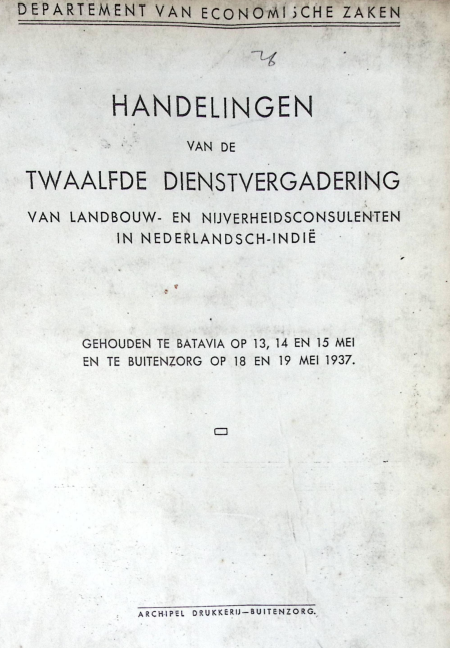 DEPARTEMENT VAN ECONOMISCHE ZAKEN
HANDELINGEN
VAN DE
TWAALFDE DIENSTVERGADERING
VAN LANDBOUW- EN NIJVERHEIDSCONSULENTEN
IN NEDERLANDSCH-INDIË
GEHOUDEN TE BATAVIA OP 13, 14 EN 15 MEI
EN TE BUITENZORG OP 18 EN 19 MEI 1937.
ARCHIPEL DRUKKERIJ—BUITENZORG.